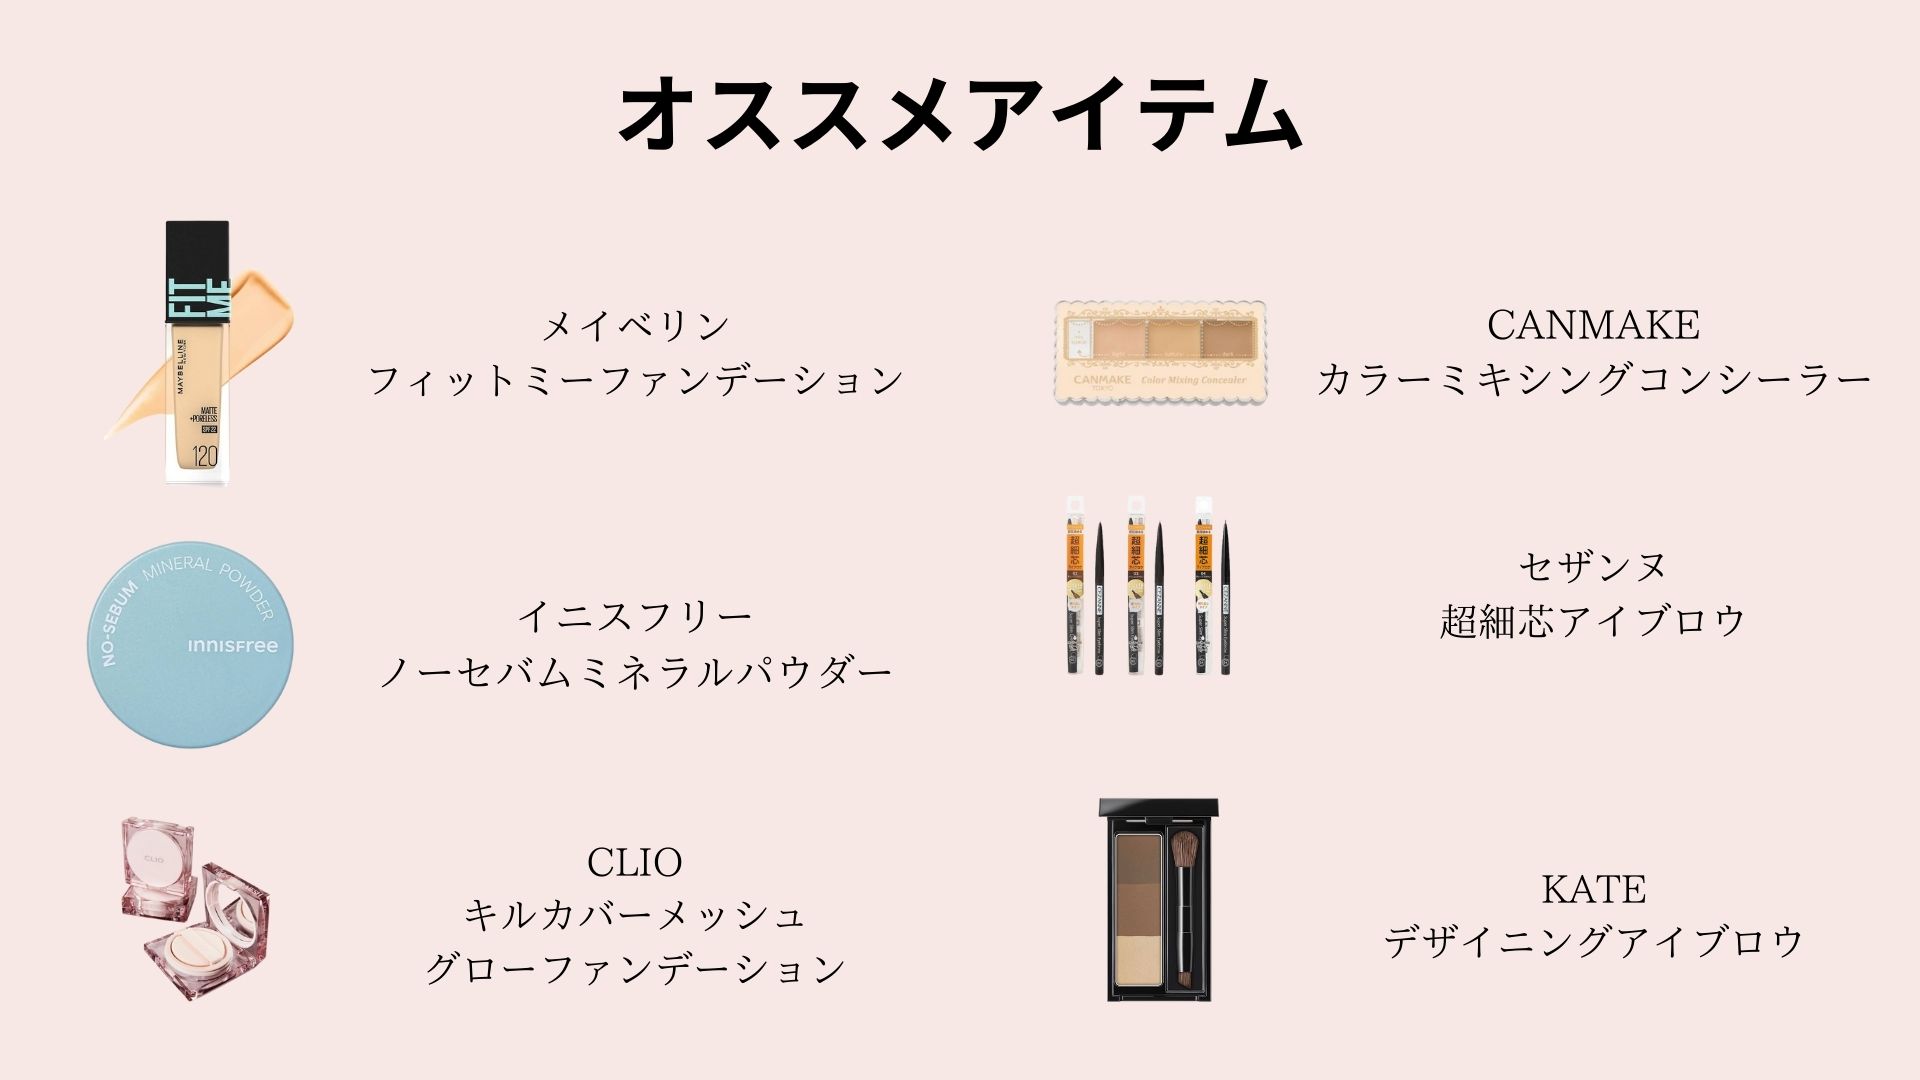 オススメアイテム
FIT
ME
MAYBELLINE
MATTE
+PORELESS
SPF 22
120
メイベリン
フィットミーファンデーション
CANMAKE
TOKYO
Color Mixing Concealer
CANMAKE
カラーミキシングコンシーラー
NO-SEBUM MINERAL POWDER
innisfree
イニスフリー
ノーセバムミネラルパウダー
超細芯
超細芯
超細芯
セザンヌ
超細芯アイブロウ
CLIO
CLIO
キルカバーメッシュ
グローファンデーション
KATE
デザイニングアイブロウ